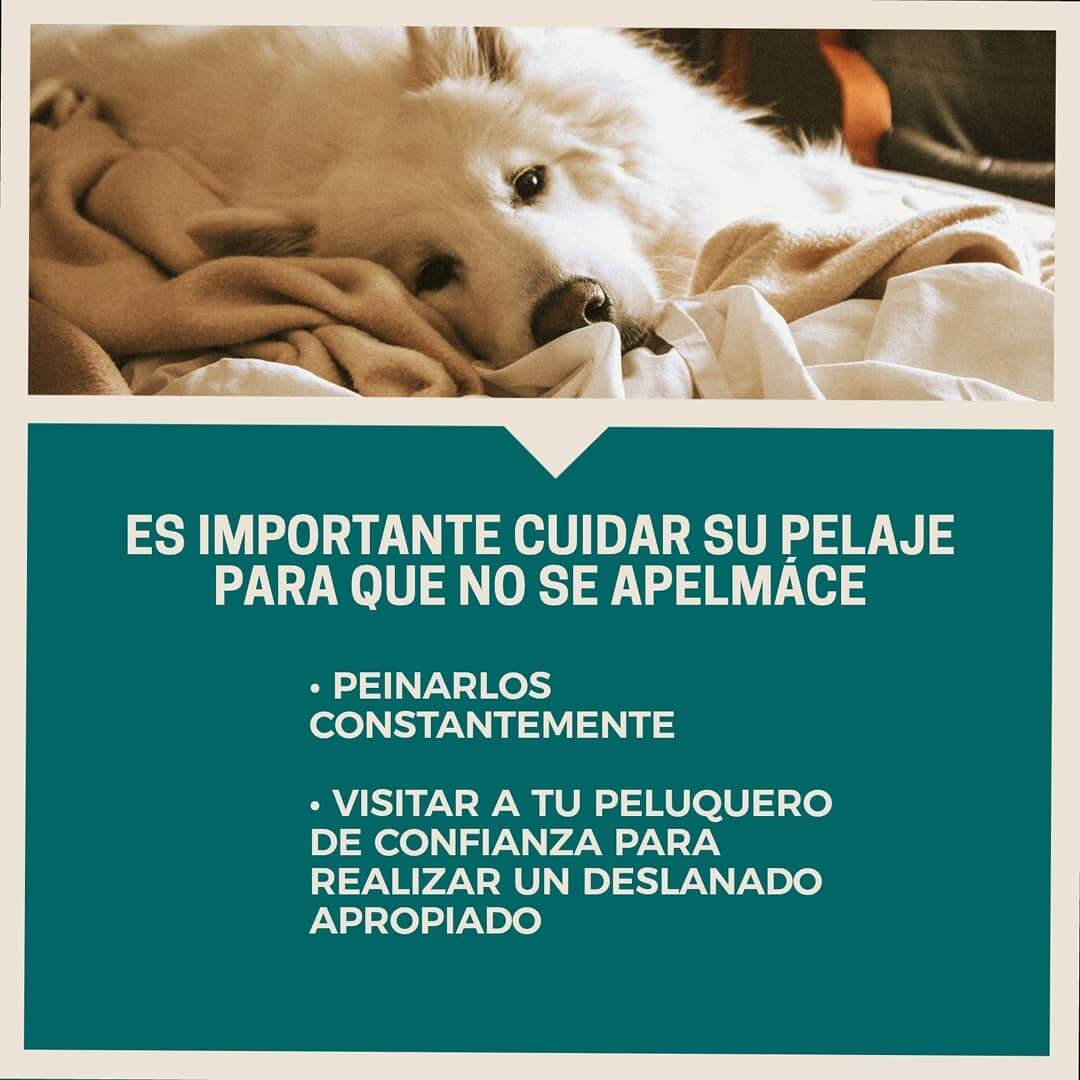 ES IMPORTANTE CUIDAR SU PELAJE
PARA QUE NO SE APELMÁCE
• PEINARLOS
CONSTANTEMENTE
• VISITAR A TU PELUQUERO
DE CONFIANZA PARA
REALIZAR UN DESLANADO
APROPIADO